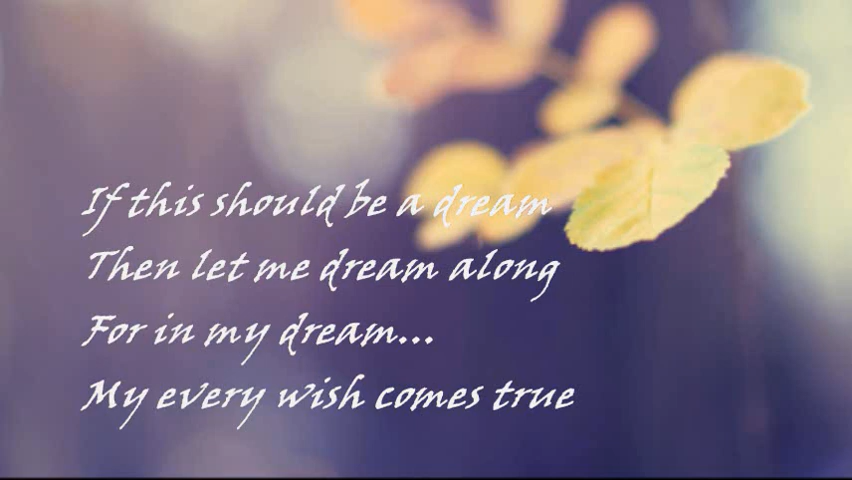 If this should be a dream
Then let me dream along
For in my dream...
My every wish comes true